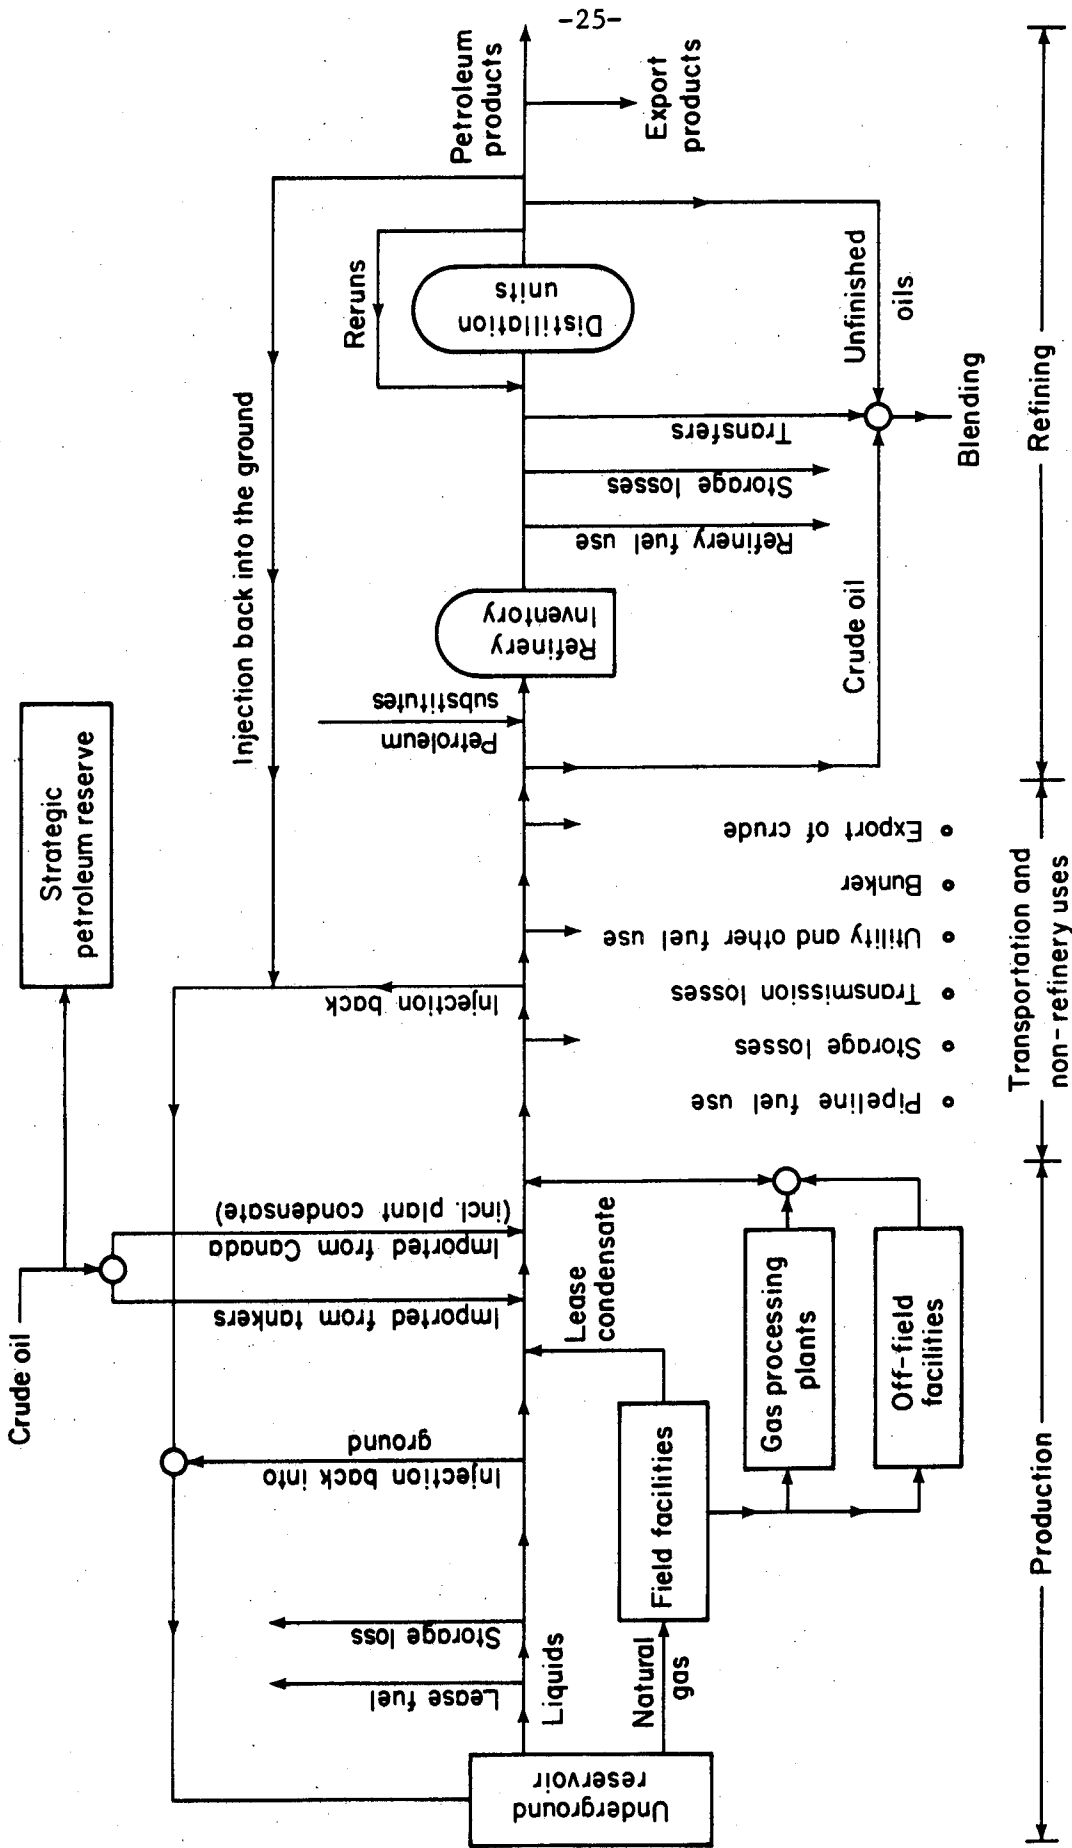 -25-
Crude oil
Strategic
petroleum reserve
Injection back into the ground
Reruns
Petroleum
products
Export
products
Underground
reservoir
Lease fuel
Storage loss
Liquids
Natural
gas
Injection back into
ground
Field facilities
Lease
condensate
Imported from tankers
Imported from Canada
(incl. plant condensate)
Gas processing
plants
Off-field
facilities
Injection back
• Pipeline fuel use
• Storage losses
• Transmission losses
• Utility and other fuel use
• Bunker
• Export of crude
Petroleum
substitutes
Refinery
Inventory
Refinery fuel use
Storage losses
Transfers
Distillation
units
Crude oil
Unfinished
oils
Blending
Production
Transportation and
non-refinery uses
Refining